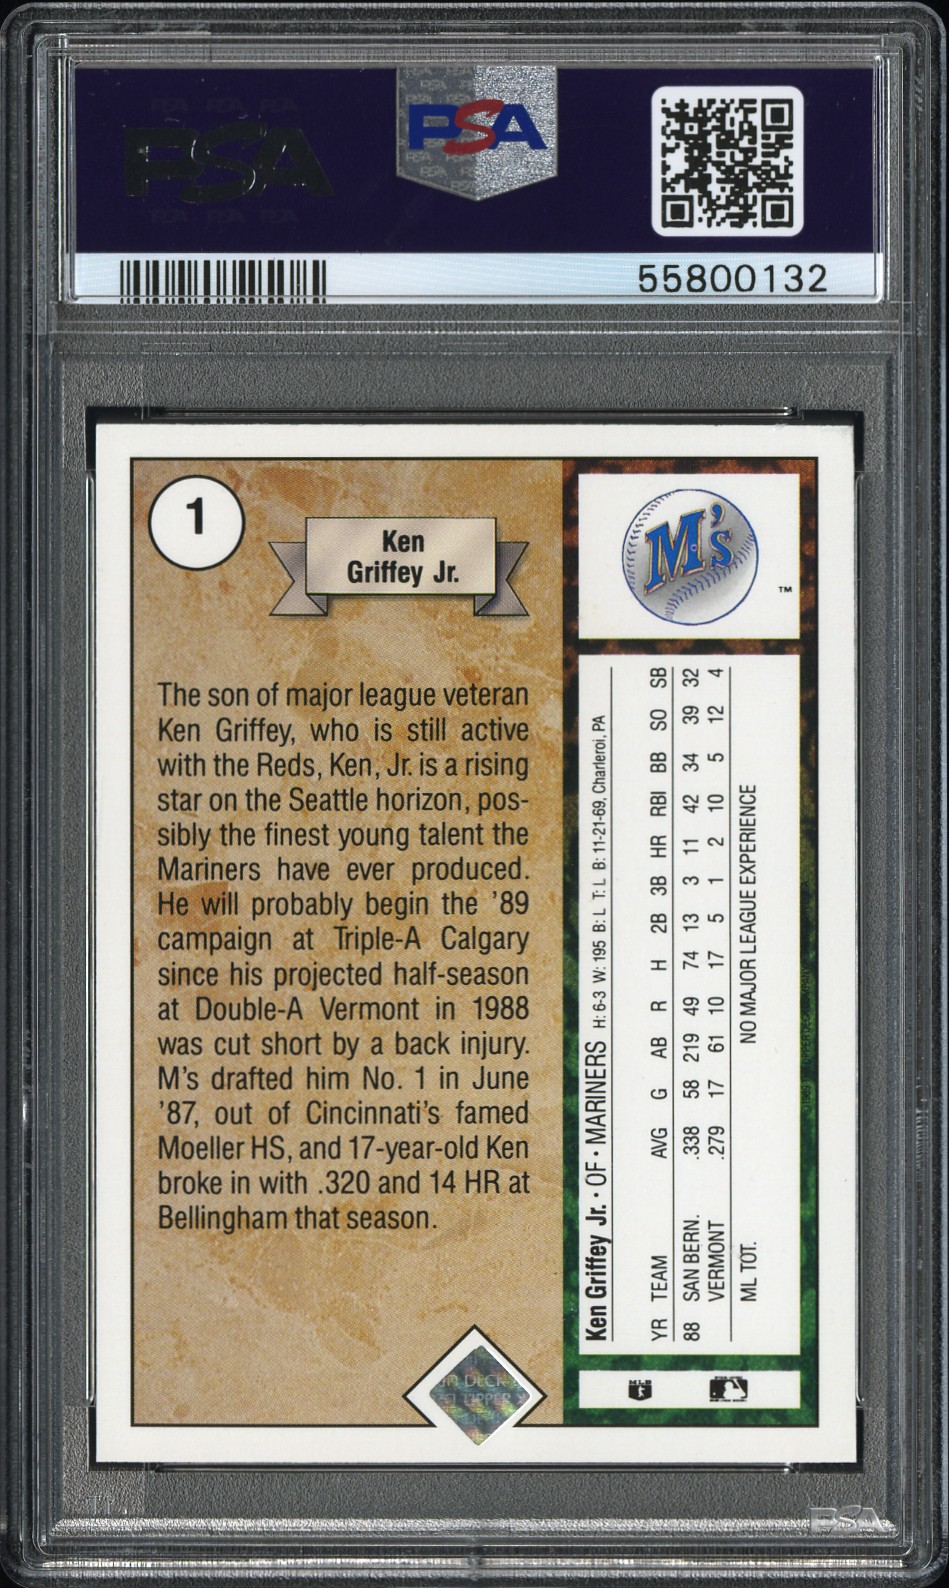 PSA
PSA
55800132
1
Ken
Griffey Jr.
M's
TM
The son of major league veteran
Ken Griffey, who is still active
with the Reds, Ken, Jr. is a rising
star on the Seattle horizon, pos-
sibly the finest young talent the
Mariners have ever produced.
He will probably begin the '89
campaign at Triple-A Calgary
since his projected half-season
at Double-A Vermont in 1988
was cut short by a back injury.
M's drafted him No. 1 in June
'87, out of Cincinnati's famed
Moeller HS, and 17-year-old Ken
broke in with .320 and 14 HR at
Bellingham that season.
Ken Griffey Jr. • OF • MARINERS H: 6-3 W: 195 B: L T: L B: 11-21-69, Charleroi, PA
YR TEAM AVG G AB R H 2B 3B HR RBI BB SO SB
88 SAN BERN. .338 58 219 49 74 13 3 11 42 34 39 32
VERMONT .279 17 61 10 17 5 1 2 10 5 12 4
ML TOT. NO MAJOR LEAGUE EXPERIENCE
DECK
UPPER
PSA